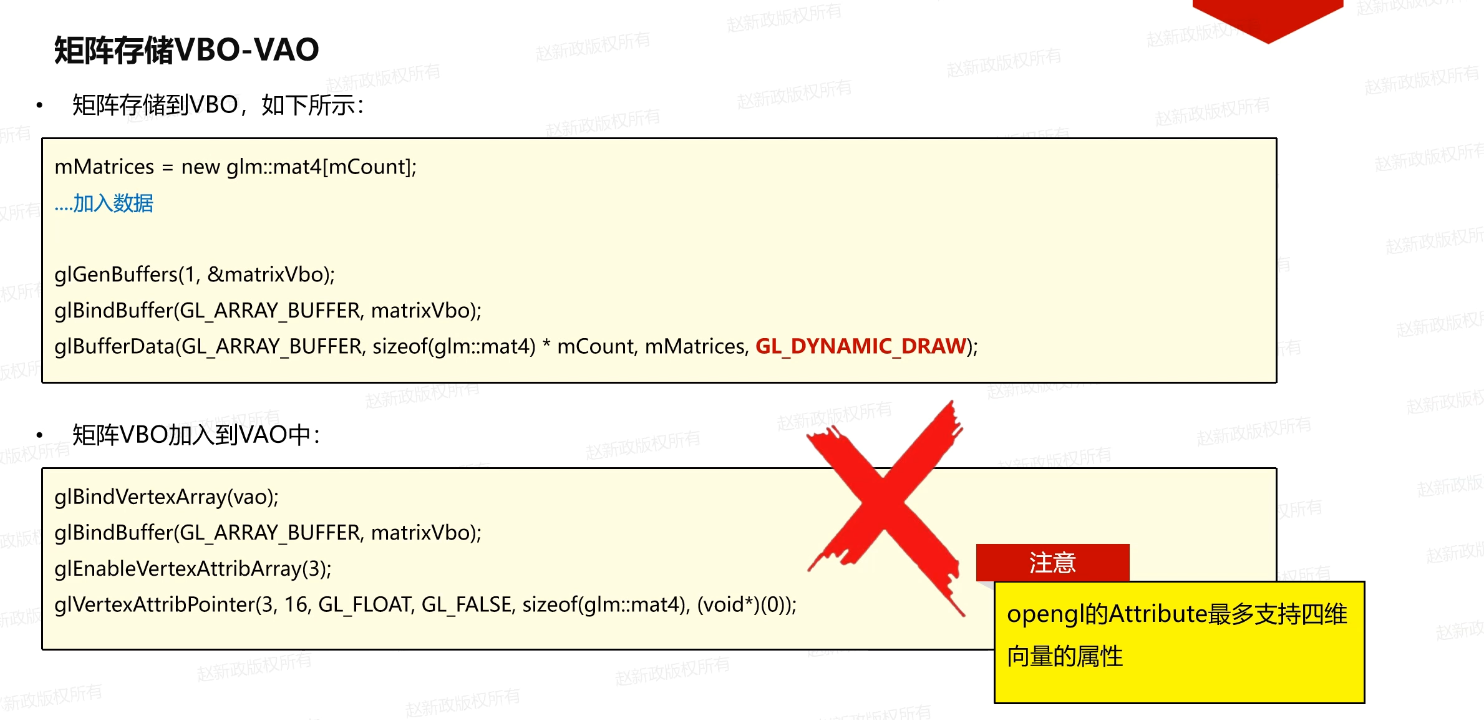 矩阵存储VBO-VAO
• 矩阵存储到VBO，如下所示：
mMatrices = new glm::mat4[mCount];
....加入数据
glGenBuffers(1, &matrixVbo);
glBindBuffer(GL_ARRAY_BUFFER, matrixVbo);
glBufferData(GL_ARRAY_BUFFER, sizeof(glm::mat4) * mCount, mMatrices, GL_DYNAMIC_DRAW);
• 矩阵VBO加入到VAO中：
glBindVertexArray(vao);
glBindBuffer(GL_ARRAY_BUFFER, matrixVbo);
glEnableVertexAttribArray(3);
glVertexAttribPointer(3, 16, GL_FLOAT, GL_FALSE, sizeof(glm::mat4), (void*)(0));
注意
opengl的Attribute最多支持四维
向量的属性
赵新政版权所有